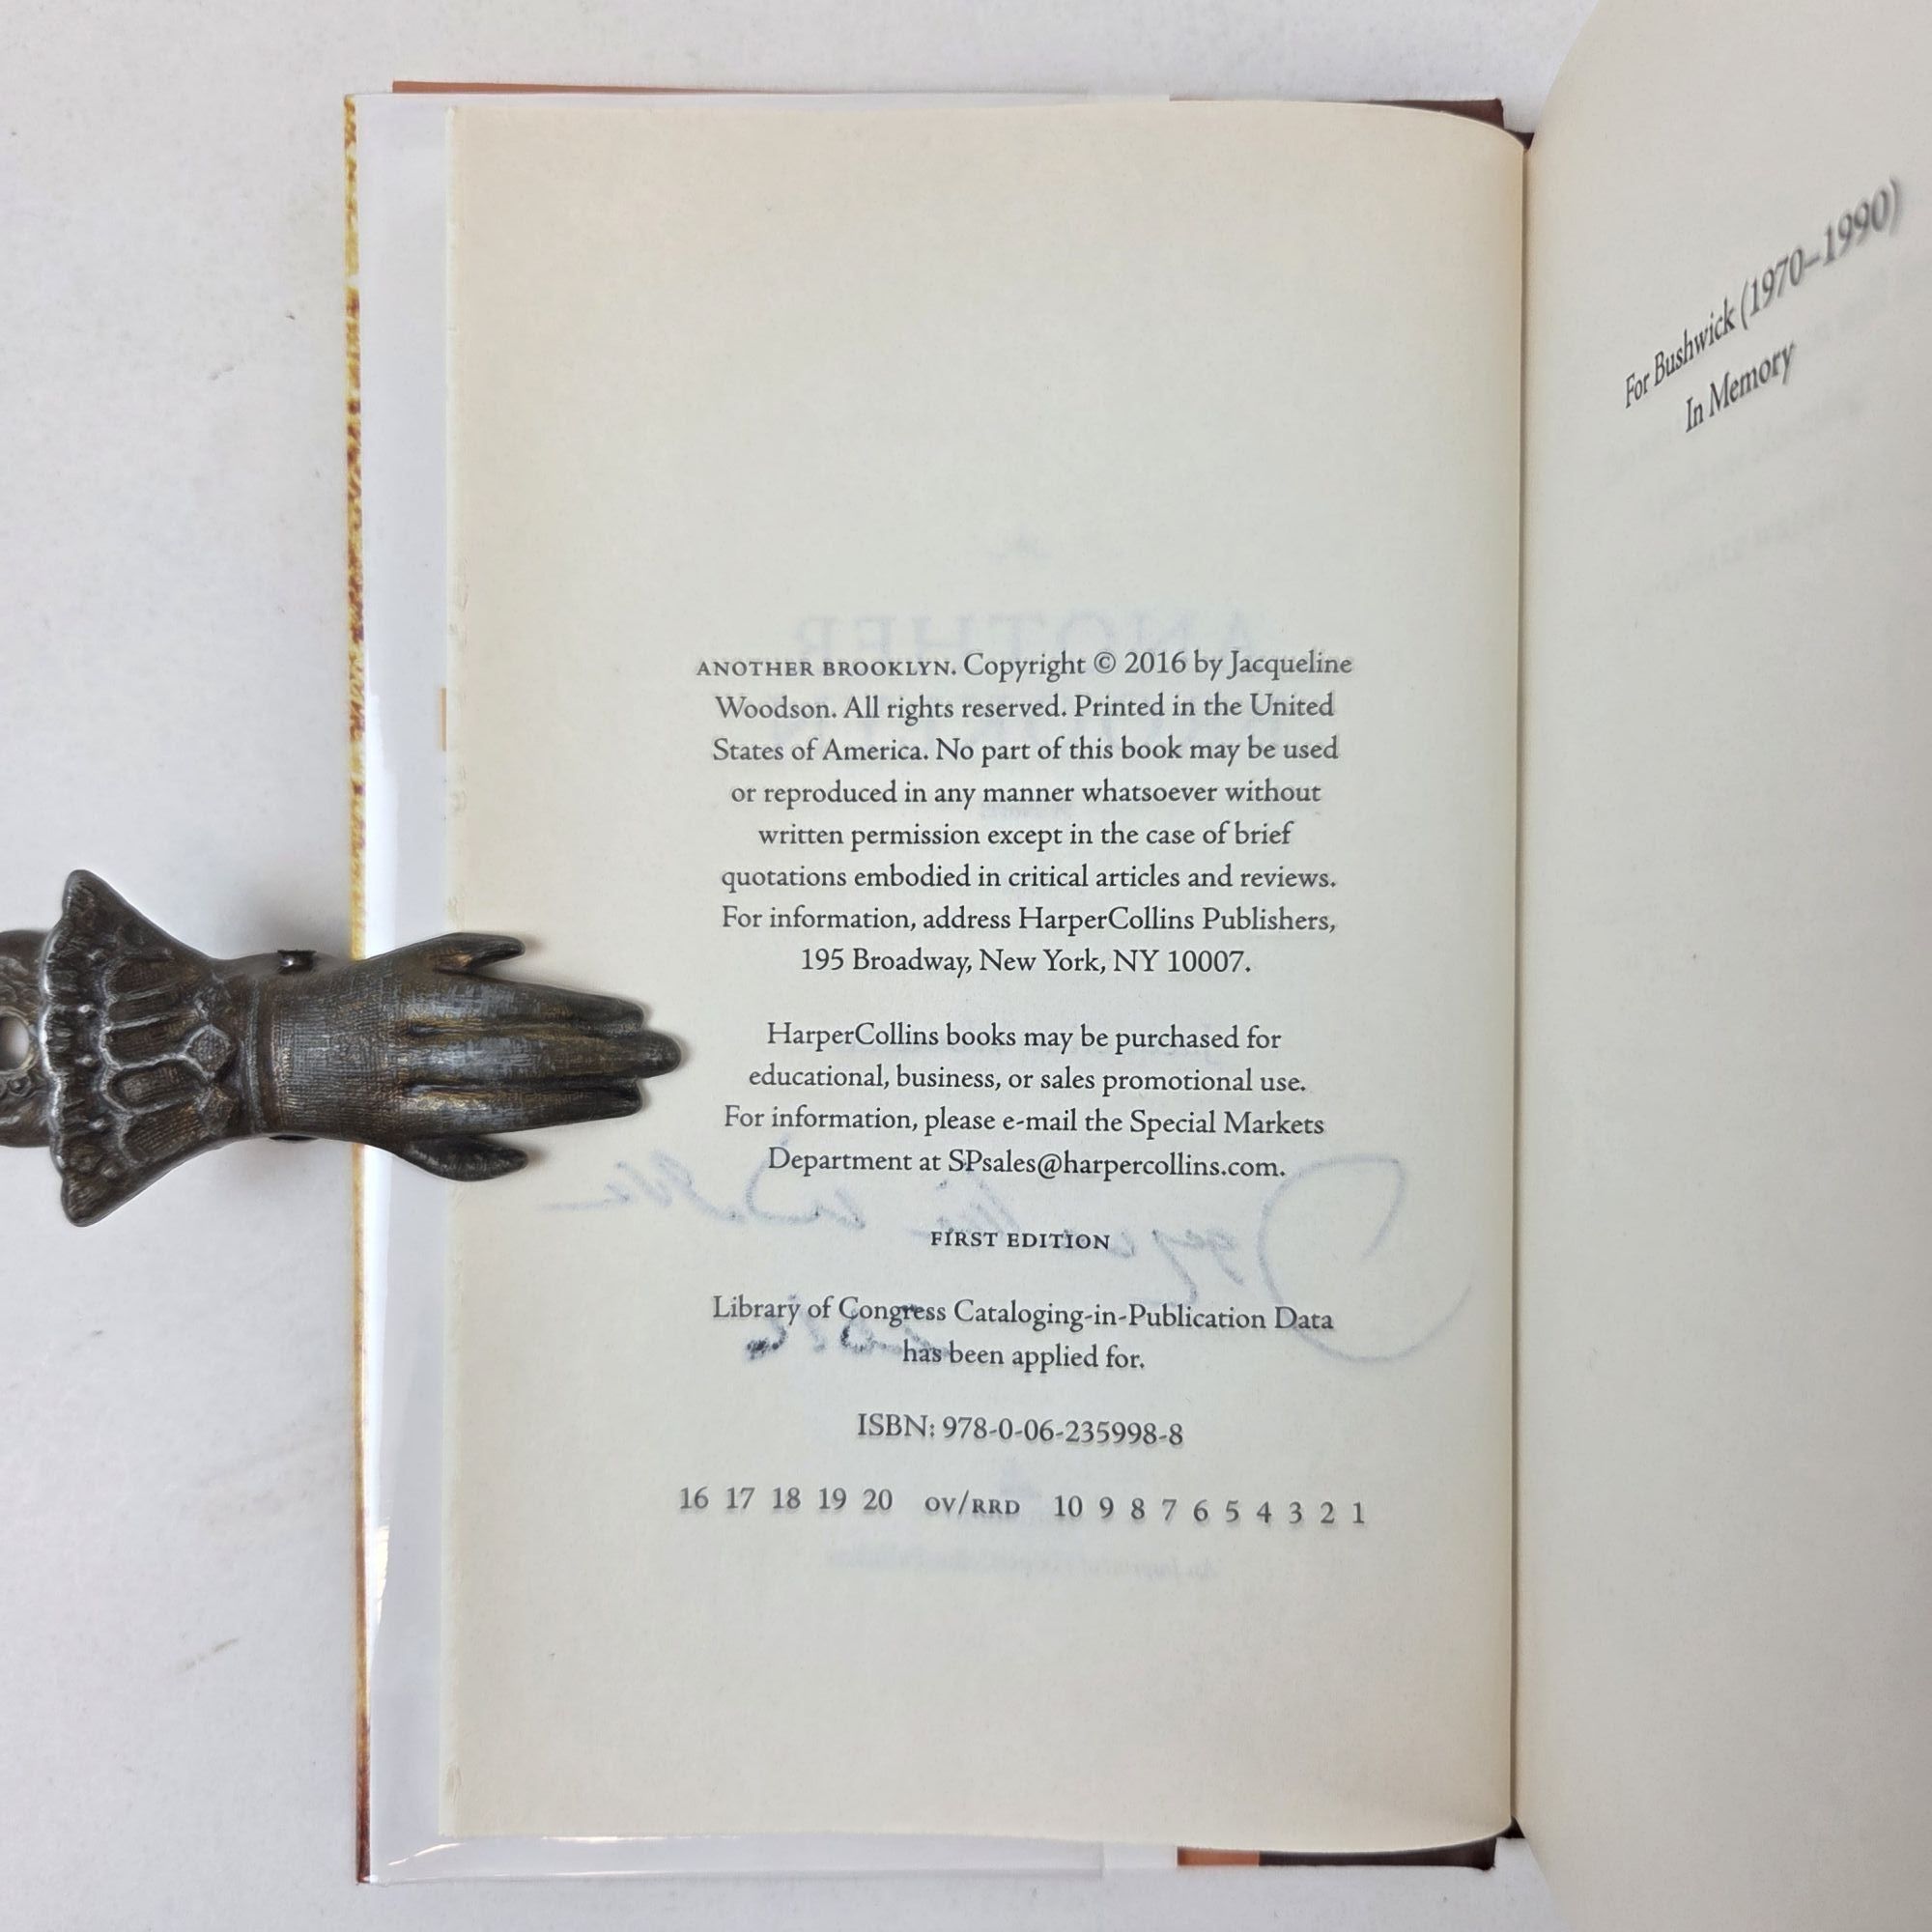 ANOTHER BROOKLYN. Copyright © 2016 by Jacqueline
Woodson. All rights reserved. Printed in the United
States of America. No part of this book may be used
or reproduced in any manner whatsoever without
written permission except in the case of brief
quotations embodied in critical articles and reviews.
For information, address HarperCollins Publishers,
195 Broadway, New York, NY 10007.
HarperCollins books may be purchased for
educational, business, or sales promotional use.
For information, please e-mail the Special Markets
Department at SPsales@harpercollins.com.
FIRST EDITION
Library of Congress Cataloging-in-Publication Data
has been applied for.
ISBN: 978-0-06-235998-8
16 17 18 19 20 OV/RRD 10 9 8 7 6 5 4 3 2 1
For Bushwick (1970–1990)
In Memory